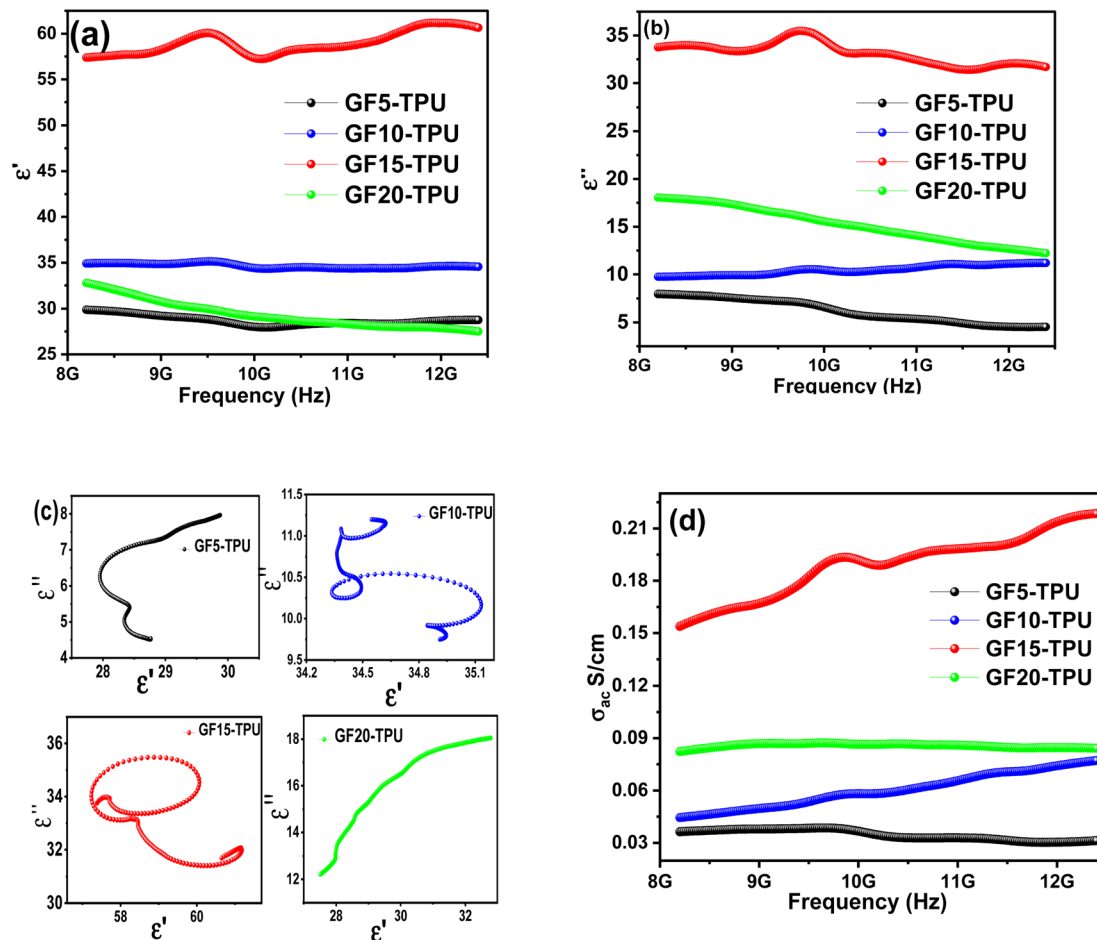 (a)
60
55
50
45
40
35
30
25
ε'
GF5-TPU
GF10-TPU
GF15-TPU
GF20-TPU
8G 9G 10G 11G 12G
Frequency (Hz)
(b)
35
30
25
20
15
10
5
ε''
GF5-TPU
GF10-TPU
GF15-TPU
GF20-TPU
8G 9G 10G 11G 12G
Frequency (Hz)
(c)
8
7
6
5
4
ε''
GF5-TPU
28 29 30
ε'
11.5
11.0
10.5
10.0
9.5
ε''
GF10-TPU
34.2 34.5 34.8 35.1
ε'
36
34
32
30
ε''
GF15-TPU
58 60
ε'
18
16
14
12
ε''
GF20-TPU
28 30 32
ε'
(d)
0.21
0.18
0.15
0.12
0.09
0.06
0.03
σac S/cm
GF5-TPU
GF10-TPU
GF15-TPU
GF20-TPU
8G 9G 10G 11G 12G
Frequency (Hz)